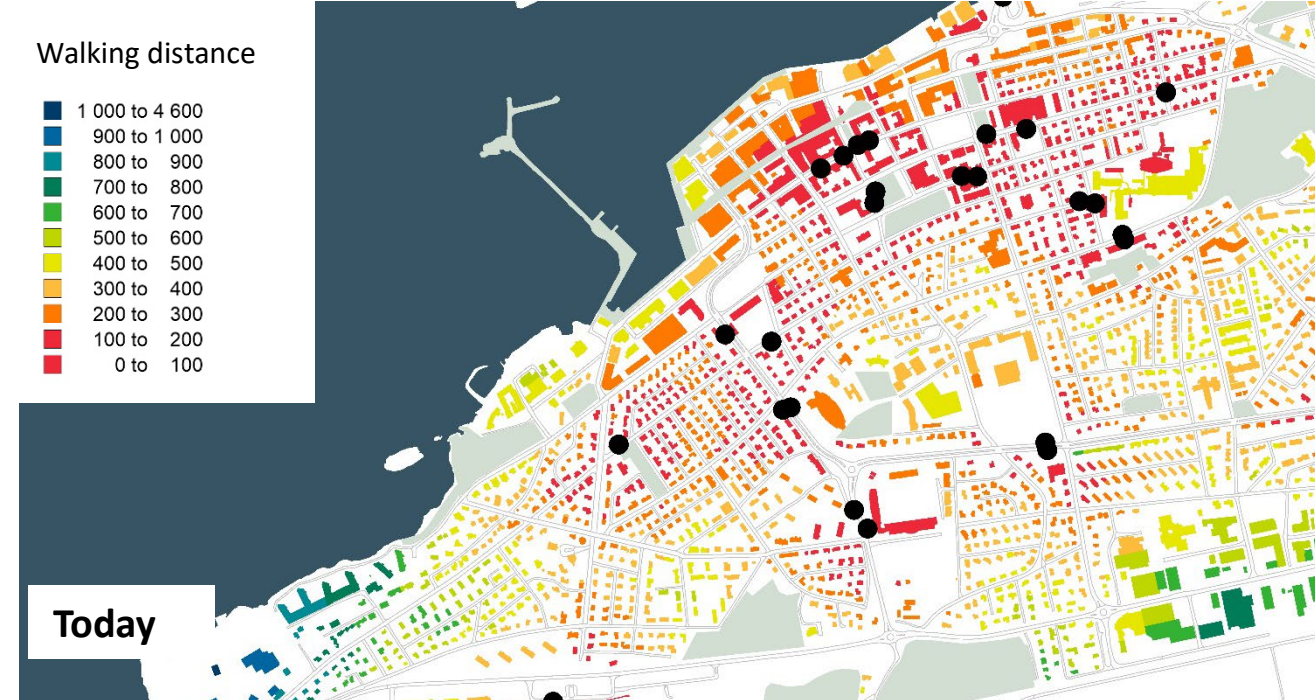 Walking distance
1 000 to 4 600
900 to 1 000
800 to 900
700 to 800
600 to 700
500 to 600
400 to 500
300 to 400
200 to 300
100 to 200
0 to 100
Today